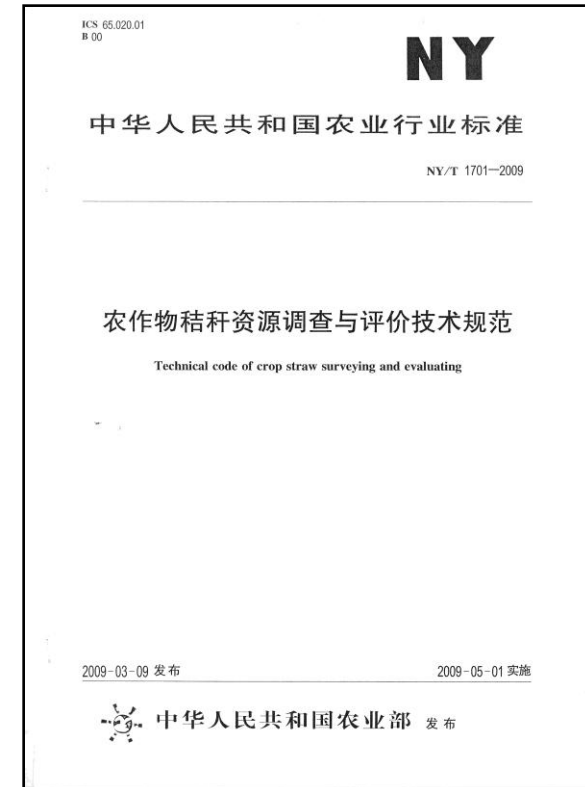 ICS 65.020.01
B 00
NY
中华人民共和国农业行业标准
NY/T 1701—2009
农作物秸秆资源调查与评价技术规范
Technical code of crop straw surveying and evaluating
2009-03-09 发布
2009-05-01 实施
中华人民共和国农业部 发布